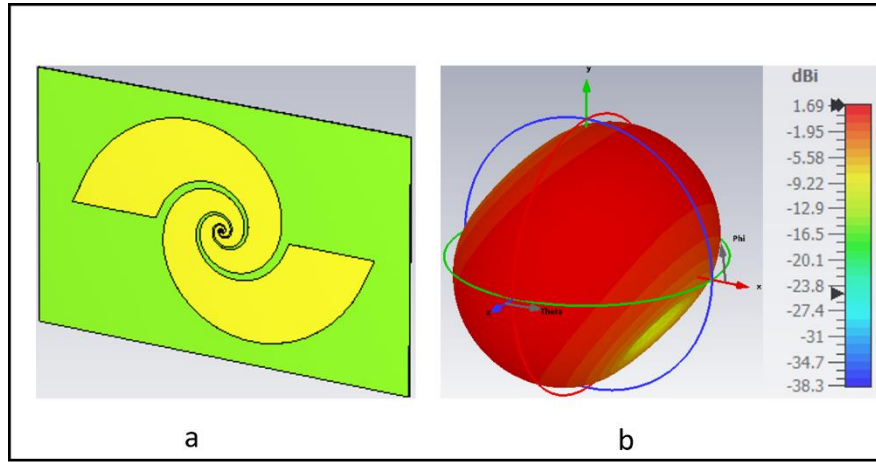 dBi
1.69
-1.95
-5.58
-9.22
-12.9
-16.5
-20.1
-23.8
-27.4
-31
-34.7
-38.3
y
Phi
x
z
Theta
a
b